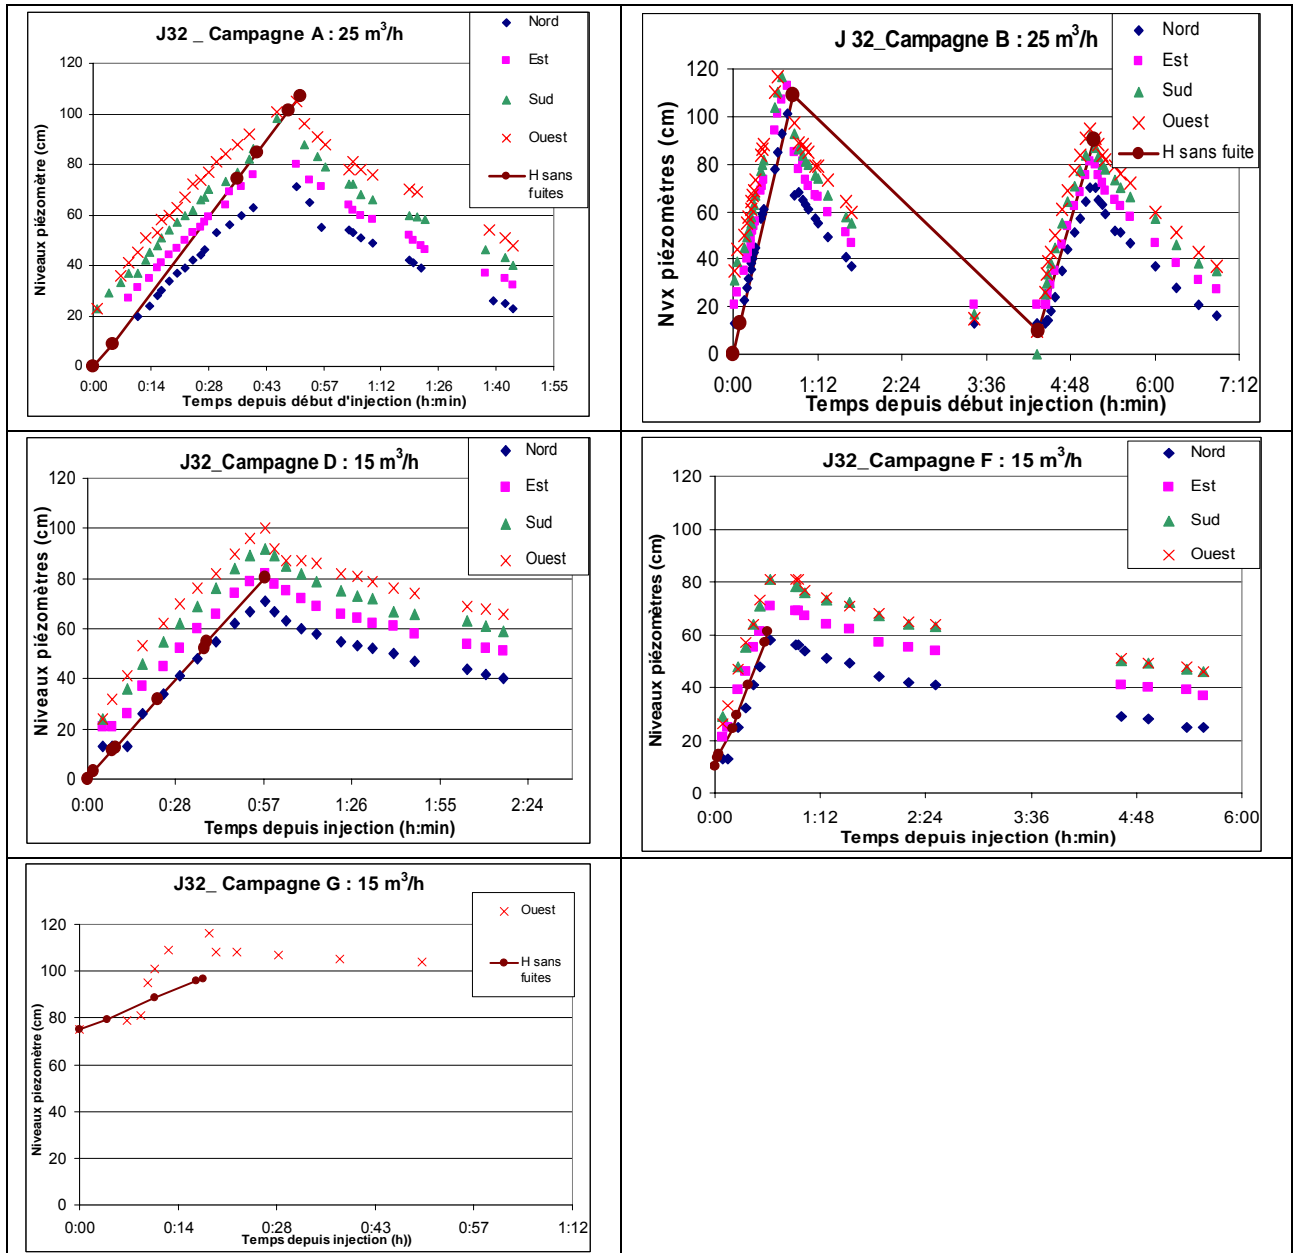 J32 _ Campagne A : 25 m³/h
Nord
Est
Sud
Ouest
H sans
fuites
Niveaux piézomètre (cm)
120
100
80
60
40
20
0
0:00 0:14 0:28 0:43 0:57 1:12 1:26 1:40 1:55
Temps depuis début d'injection (h:min)
J 32_Campagne B : 25 m³/h
Nord
Est
Sud
Ouest
H sans fuite
Nvx piézomètres (cm)
120
100
80
60
40
20
0
0:00 1:12 2:24 3:36 4:48 6:00 7:12
Temps depuis début injection (h:min)
J32_Campagne D : 15 m³/h
Nord
Est
Sud
Ouest
Niveaux piézomètres (cm)
120
100
80
60
40
20
0
0:00 0:28 0:57 1:26 1:55 2:24
Temps depuis injection (h:min)
J32_Campagne F : 15 m³/h
Nord
Est
Sud
Ouest
Niveaux piézomètres (cm)
120
100
80
60
40
20
0
0:00 1:12 2:24 3:36 4:48 6:00
Temps depuis injection (h:min)
J32_ Campagne G : 15 m³/h
Ouest
H sans
fuites
Niveaux piezomètre (cm)
120
100
80
60
40
20
0
0:00 0:14 0:28 0:43 0:57 1:12
Temps depuis injection (h))